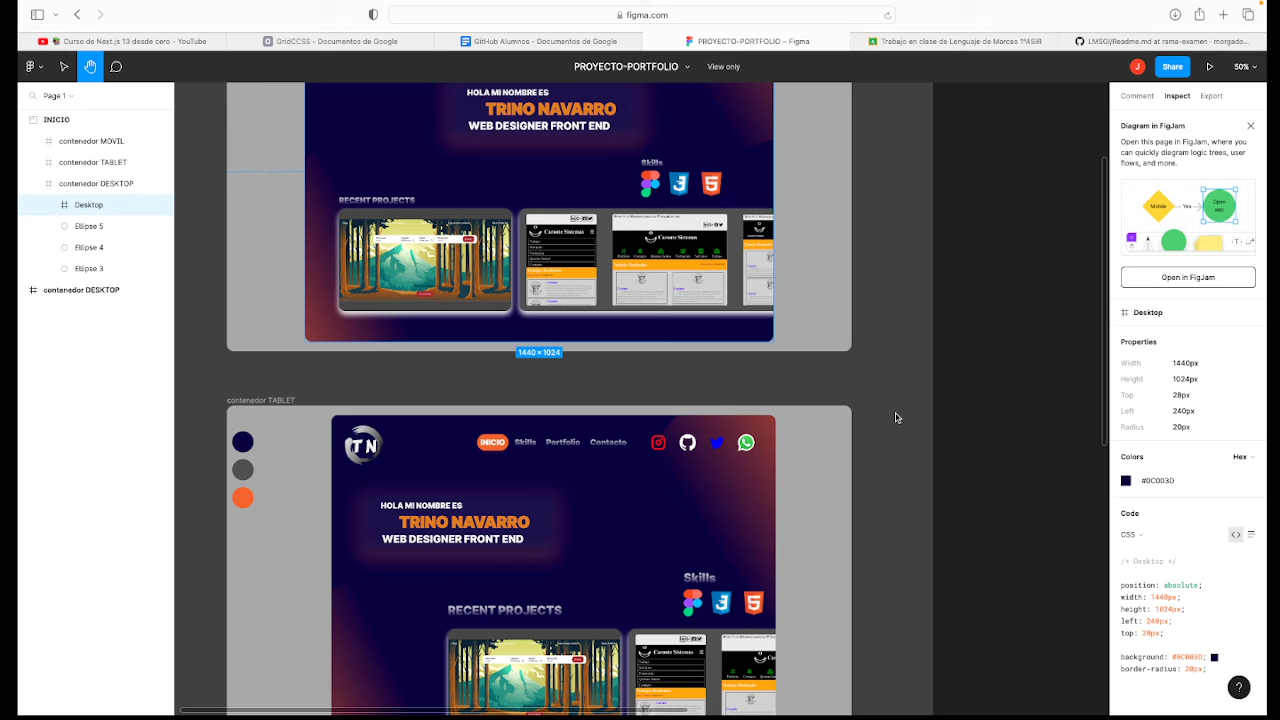 figma.com
Curso de Next.js 13 desde cero - YouTube
GridCCSS - Documentos de Google
GitHub Alumnos - Documentos de Google
PROYECTO-PORTFOLIO – Figma
Trabajo en clase de Lenguaje de Marcas 1ºASIR
LMSGI/Readme.md at rama-examen · morgado...
PROYECTO-PORTFOLIO
View only
J
Share
50%
Page 1
Comment
Inspect
Export
INICIO
contenedor MOVIL
contenedor TABLET
contenedor DESKTOP
Desktop
Ellipse 5
Ellipse 4
Ellipse 3
contenedor DESKTOP
HOLA MI NOMBRE ES
TRINO NAVARRO
WEB DESIGNER FRONT END
Skills
RECENT PROJECTS
Caronte Sistemas
Caronte Sistemas
1440 × 1024
contenedor TABLET
TN
INICIO
Skills
Portfolio
Contacto
HOLA MI NOMBRE ES
TRINO NAVARRO
WEB DESIGNER FRONT END
Skills
RECENT PROJECTS
Caronte Sistemas
Diagram in FigJam
Open this page in FigJam, where you
can quickly diagram logic trees, user
flows, and more.
Mobile
Yes
Open
app
Open in FigJam
Desktop
Properties
Width 1440px
Height 1024px
Top 28px
Left 240px
Radius 20px
Colors
Hex
#0C003D
Code
CSS
/* Desktop */
position: absolute;
width: 1440px;
height: 1024px;
left: 240px;
top: 28px;
background: #0C003D;
border-radius: 20px;
?